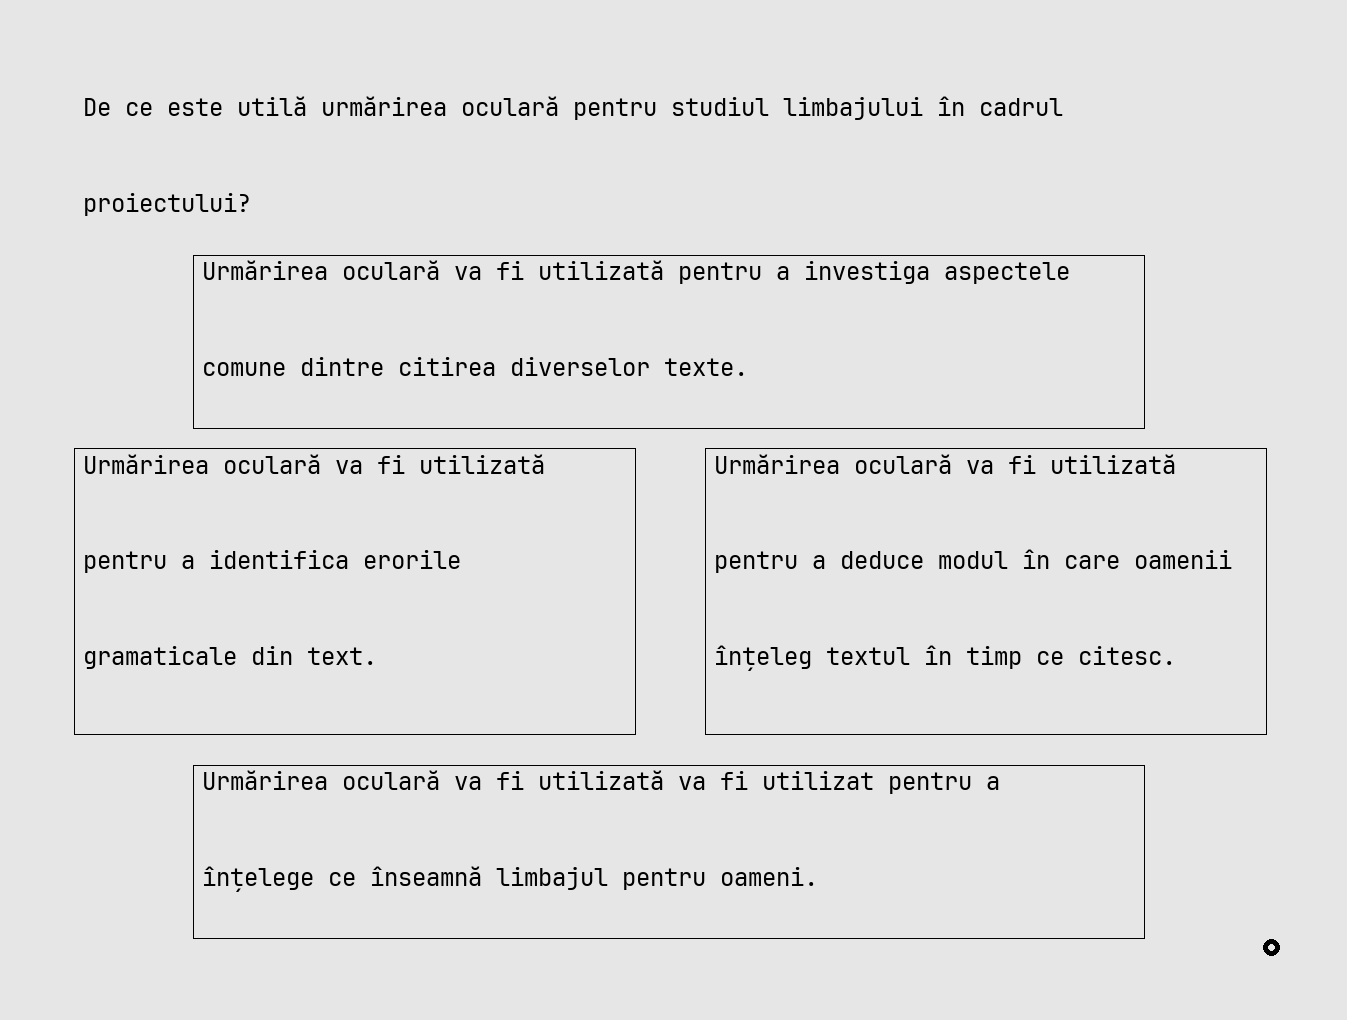 De ce este utilă urmărirea oculară pentru studiul limbajului în cadrul
proiectului?
Urmărirea oculară va fi utilizată pentru a investiga aspectele
comune dintre citirea diverselor texte.
Urmărirea oculară va fi utilizată
pentru a identifica erorile
gramaticale din text.
Urmărirea oculară va fi utilizată
pentru a deduce modul în care oamenii
înțeleg textul în timp ce citesc.
Urmărirea oculară va fi utilizată va fi utilizat pentru a
înțelege ce înseamnă limbajul pentru oameni.